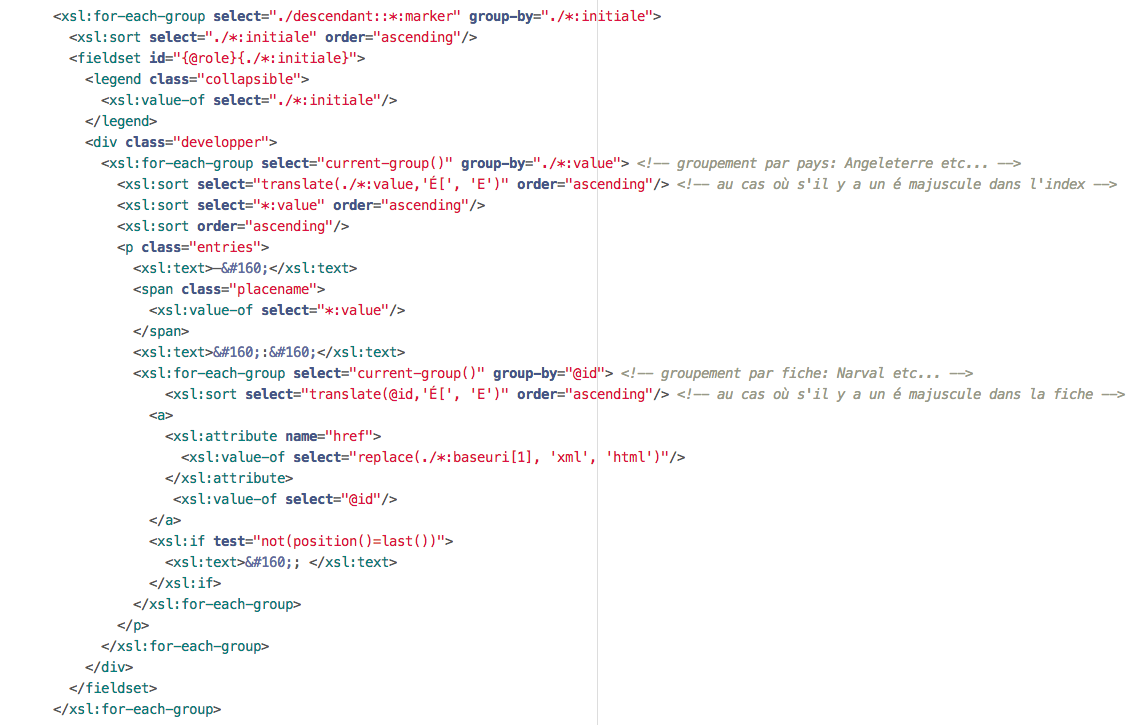 <xsl:for-each-group select="./descendant::*:marker" group-by="./*:initiale">
<xsl:sort select="./*:initiale" order="ascending"/>
<fieldset id="{@role}{./*:initiale}">
<legend class="collapsible">
<xsl:value-of select="./*:initiale"/>
</legend>
<div class="developper">
<xsl:for-each-group select="current-group()" group-by="./*:value"> <!-- groupement par pays: Angeleterre etc... -->
<xsl:sort select="translate(./*:value,'É[', 'E')" order="ascending"/> <!-- au cas où s'il y a un é majuscule dans l'index -->
<xsl:sort select="*:value" order="ascending"/>
<xsl:sort order="ascending"/>
<p class="entries">
<xsl:text>—&#160;</xsl:text>
<span class="placename">
<xsl:value-of select="*:value"/>
</span>
<xsl:text>&#160;:&#160;</xsl:text>
<xsl:for-each-group select="current-group()" group-by="@id"> <!-- groupement par fiche: Narval etc... -->
<xsl:sort select="translate(@id,'É[', 'E')" order="ascending"/> <!-- au cas où s'il y a un é majuscule dans la fiche -->
<a>
<xsl:attribute name="href">
<xsl:value-of select="replace(./*:baseuri[1], 'xml', 'html')"/>
</xsl:attribute>
<xsl:value-of select="@id"/>
</a>
<xsl:if test="not(position()=last())">
<xsl:text>&#160;; </xsl:text>
</xsl:if>
</xsl:for-each-group>
</p>
</xsl:for-each-group>
</div>
</fieldset>
</xsl:for-each-group>